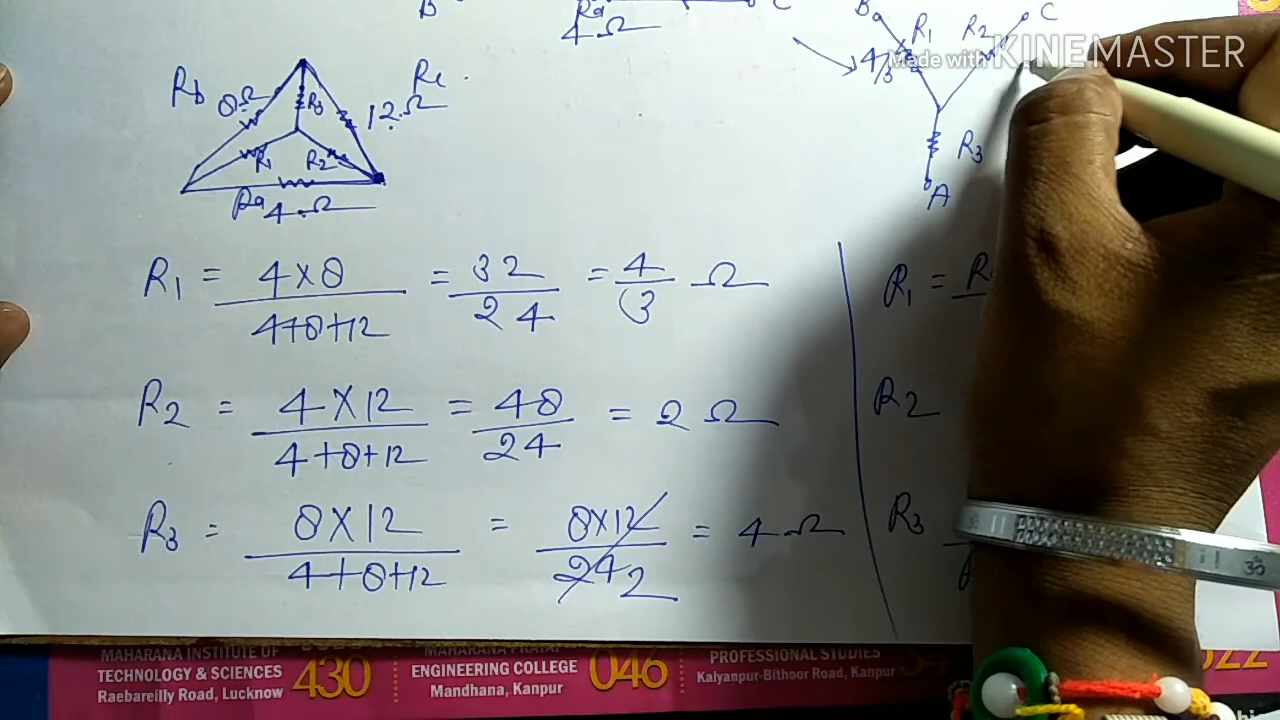 B Ra C
4Ω
B R1 R2 C
4/3
Made with KINEMASTER
Rb 8Ω R3 Rc
12Ω
R1 R2
Ra 4Ω
R3
A
R1 = 4×8 / 4+8+12 = 32 / 24 = 4 / 3 Ω
R1 =
R2 = 4×12 / 4+8+12 = 48 / 24 = 2 Ω
R2
R3 = 8×12 / 4+8+12 = 8×12 / 24 2 = 4 Ω
R3
MAHARANA INSTITUTE OF
TECHNOLOGY & SCIENCES
Raebareilly Road, Lucknow
430
ENGINEERING COLLEGE
Mandhana, Kanpur
046
PROFESSIONAL STUDIES
Kalyanpur-Bithoor Road, Kanpur